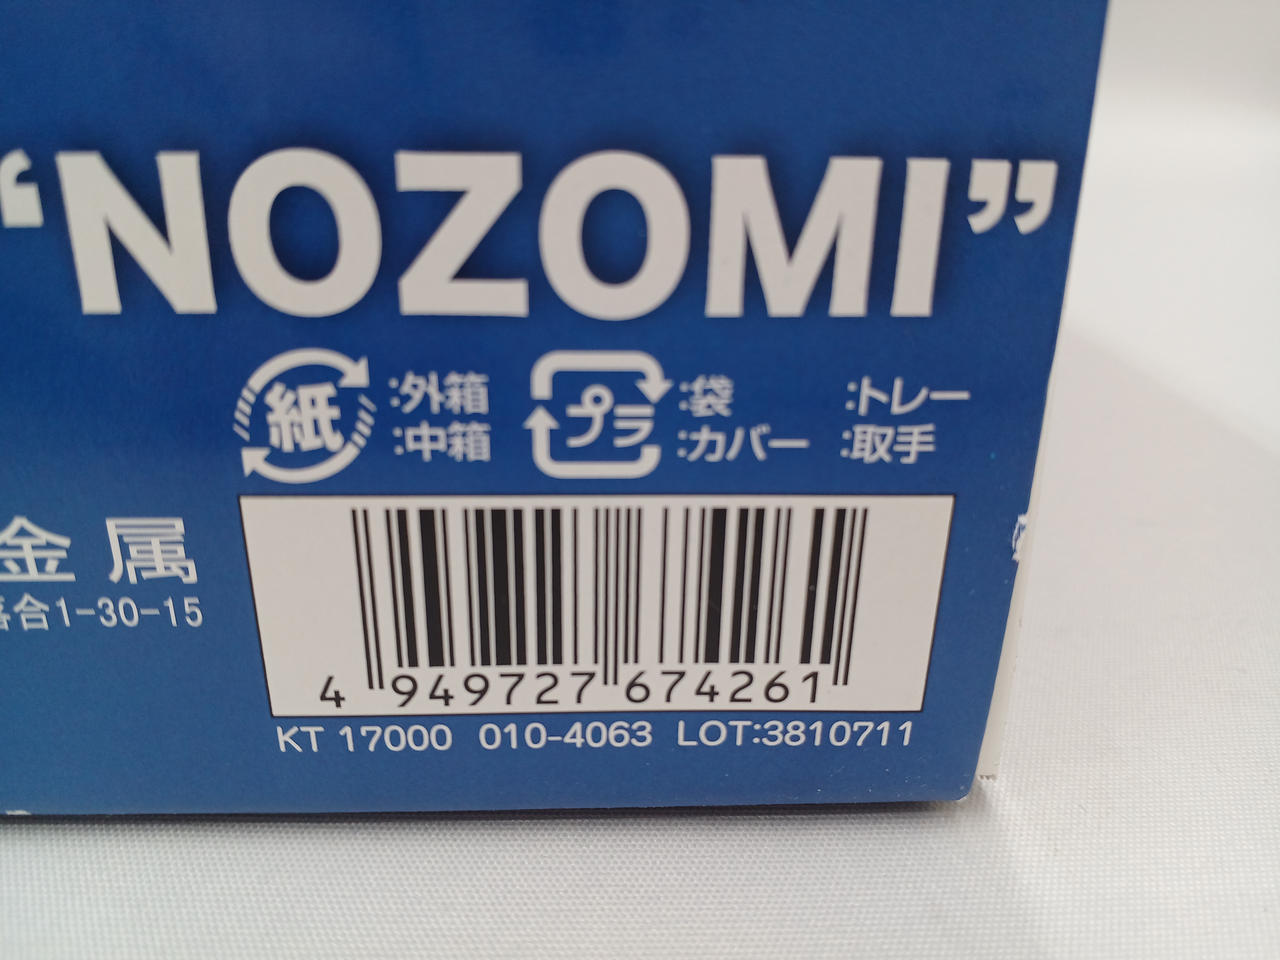 “NOZOMI”
紙 :外箱 プラ :袋 :トレー
:中箱 :カバー :取手
金属
落合1-30-15
4 949727 674261
KT 17000 010-4063 LOT:3810711